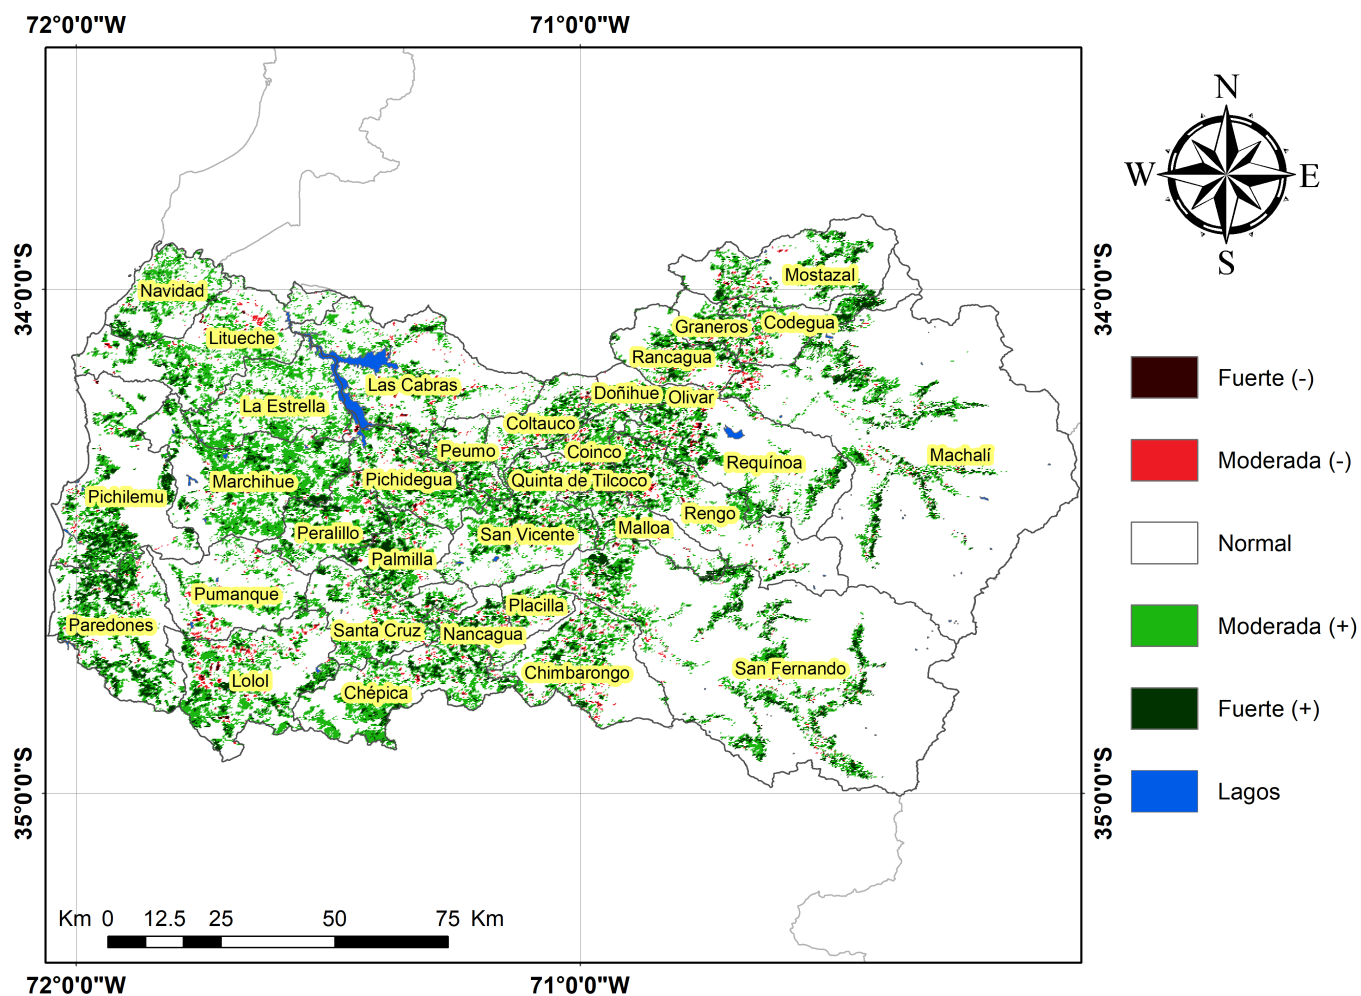 72°0'0"W
71°0'0"W
N
W
E
S
34°0'0"S
34°0'0"S
Mostazal
Navidad
Graneros
Codegua
Litueche
Rancagua
Las Cabras
Doñihue
Olivar
La Estrella
Coltauco
Peumo
Coinco
Machalí
Requínoa
Marchihue
Pichidegua
Quinta de Tilcoco
Pichilemu
Rengo
Peralillo
San Vicente
Malloa
Palmilla
Pumanque
Placilla
Paredones
Santa Cruz
Nancagua
Lolol
Chimbarongo
San Fernando
Chépica
Fuerte (-)
Moderada (-)
Normal
Moderada (+)
Fuerte (+)
Lagos
35°0'0"S
35°0'0"S
Km 0 12.5 25 50 75 Km
72°0'0"W
71°0'0"W